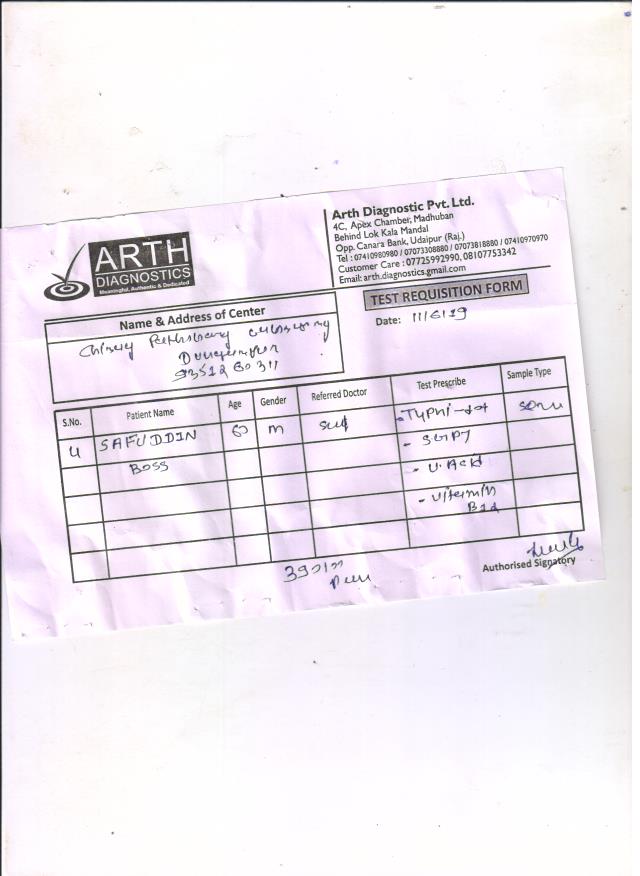 ARTH
DIAGNOSTICS
Meaningful, Authentic & Dedicated
Arth Diagnostic Pvt. Ltd.
4C, Apex Chamber, Madhuban
Behind Lok Kala Mandal
Opp. Canara Bank, Udaipur (Raj.)
Tel : 07410980980 / 07073308880 / 07073818880 / 07410970970
Customer Care : 07725992990, 08107753342
Email: arth.diagnostics.gmail.com
TEST REQUISITION FORM
Date: 11/6/19
Name & Address of Center
S.No. Patient Name Age Gender Referred Doctor Test Prescribe Sample Type
4 SAFUDDIN 60 M self - Typhi-dot
BOSS - SGPT
- U. Acid
- Vitamin
B12
Authorised Signatory